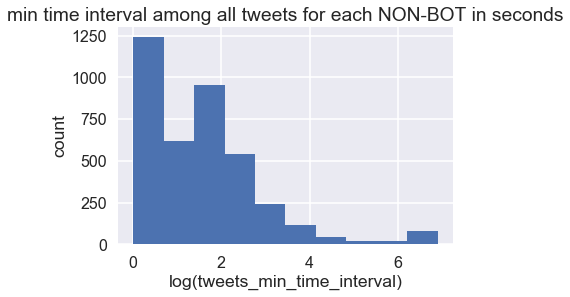 min time interval among all tweets for each NON-BOT in seconds
1250
1000
750
500
250
0
count
0 2 4 6
log(tweets_min_time_interval)